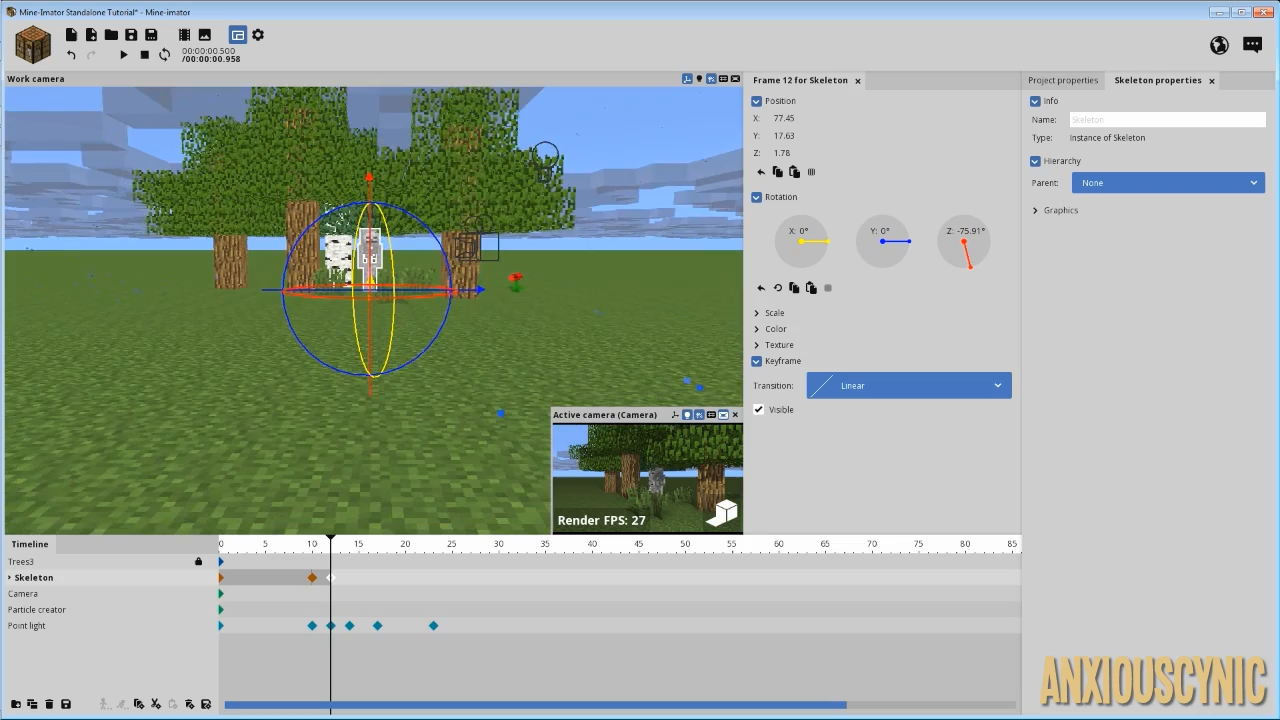 Mine-Imator Standalone Tutorial* - Mine-imator
00:00:00.500
/00:00:00.958
Work camera
Frame 12 for Skeleton
Project properties
Skeleton properties
Position
X: 77.45
Y: 17.63
Z: 1.78
Rotation
X: 0°
Y: 0°
Z: -75.91°
Scale
Color
Texture
Keyframe
Transition: Linear
Visible
Info
Name: Skeleton
Type: Instance of Skeleton
Hierarchy
Parent: None
Graphics
Active camera (Camera)
Render FPS: 27
Timeline
0 5 10 15 20 25 30 35 40 45 50 55 60 65 70 75 80 85
Trees3
Skeleton
Camera
Particle creator
Point light
ANXIOUSCYNIC